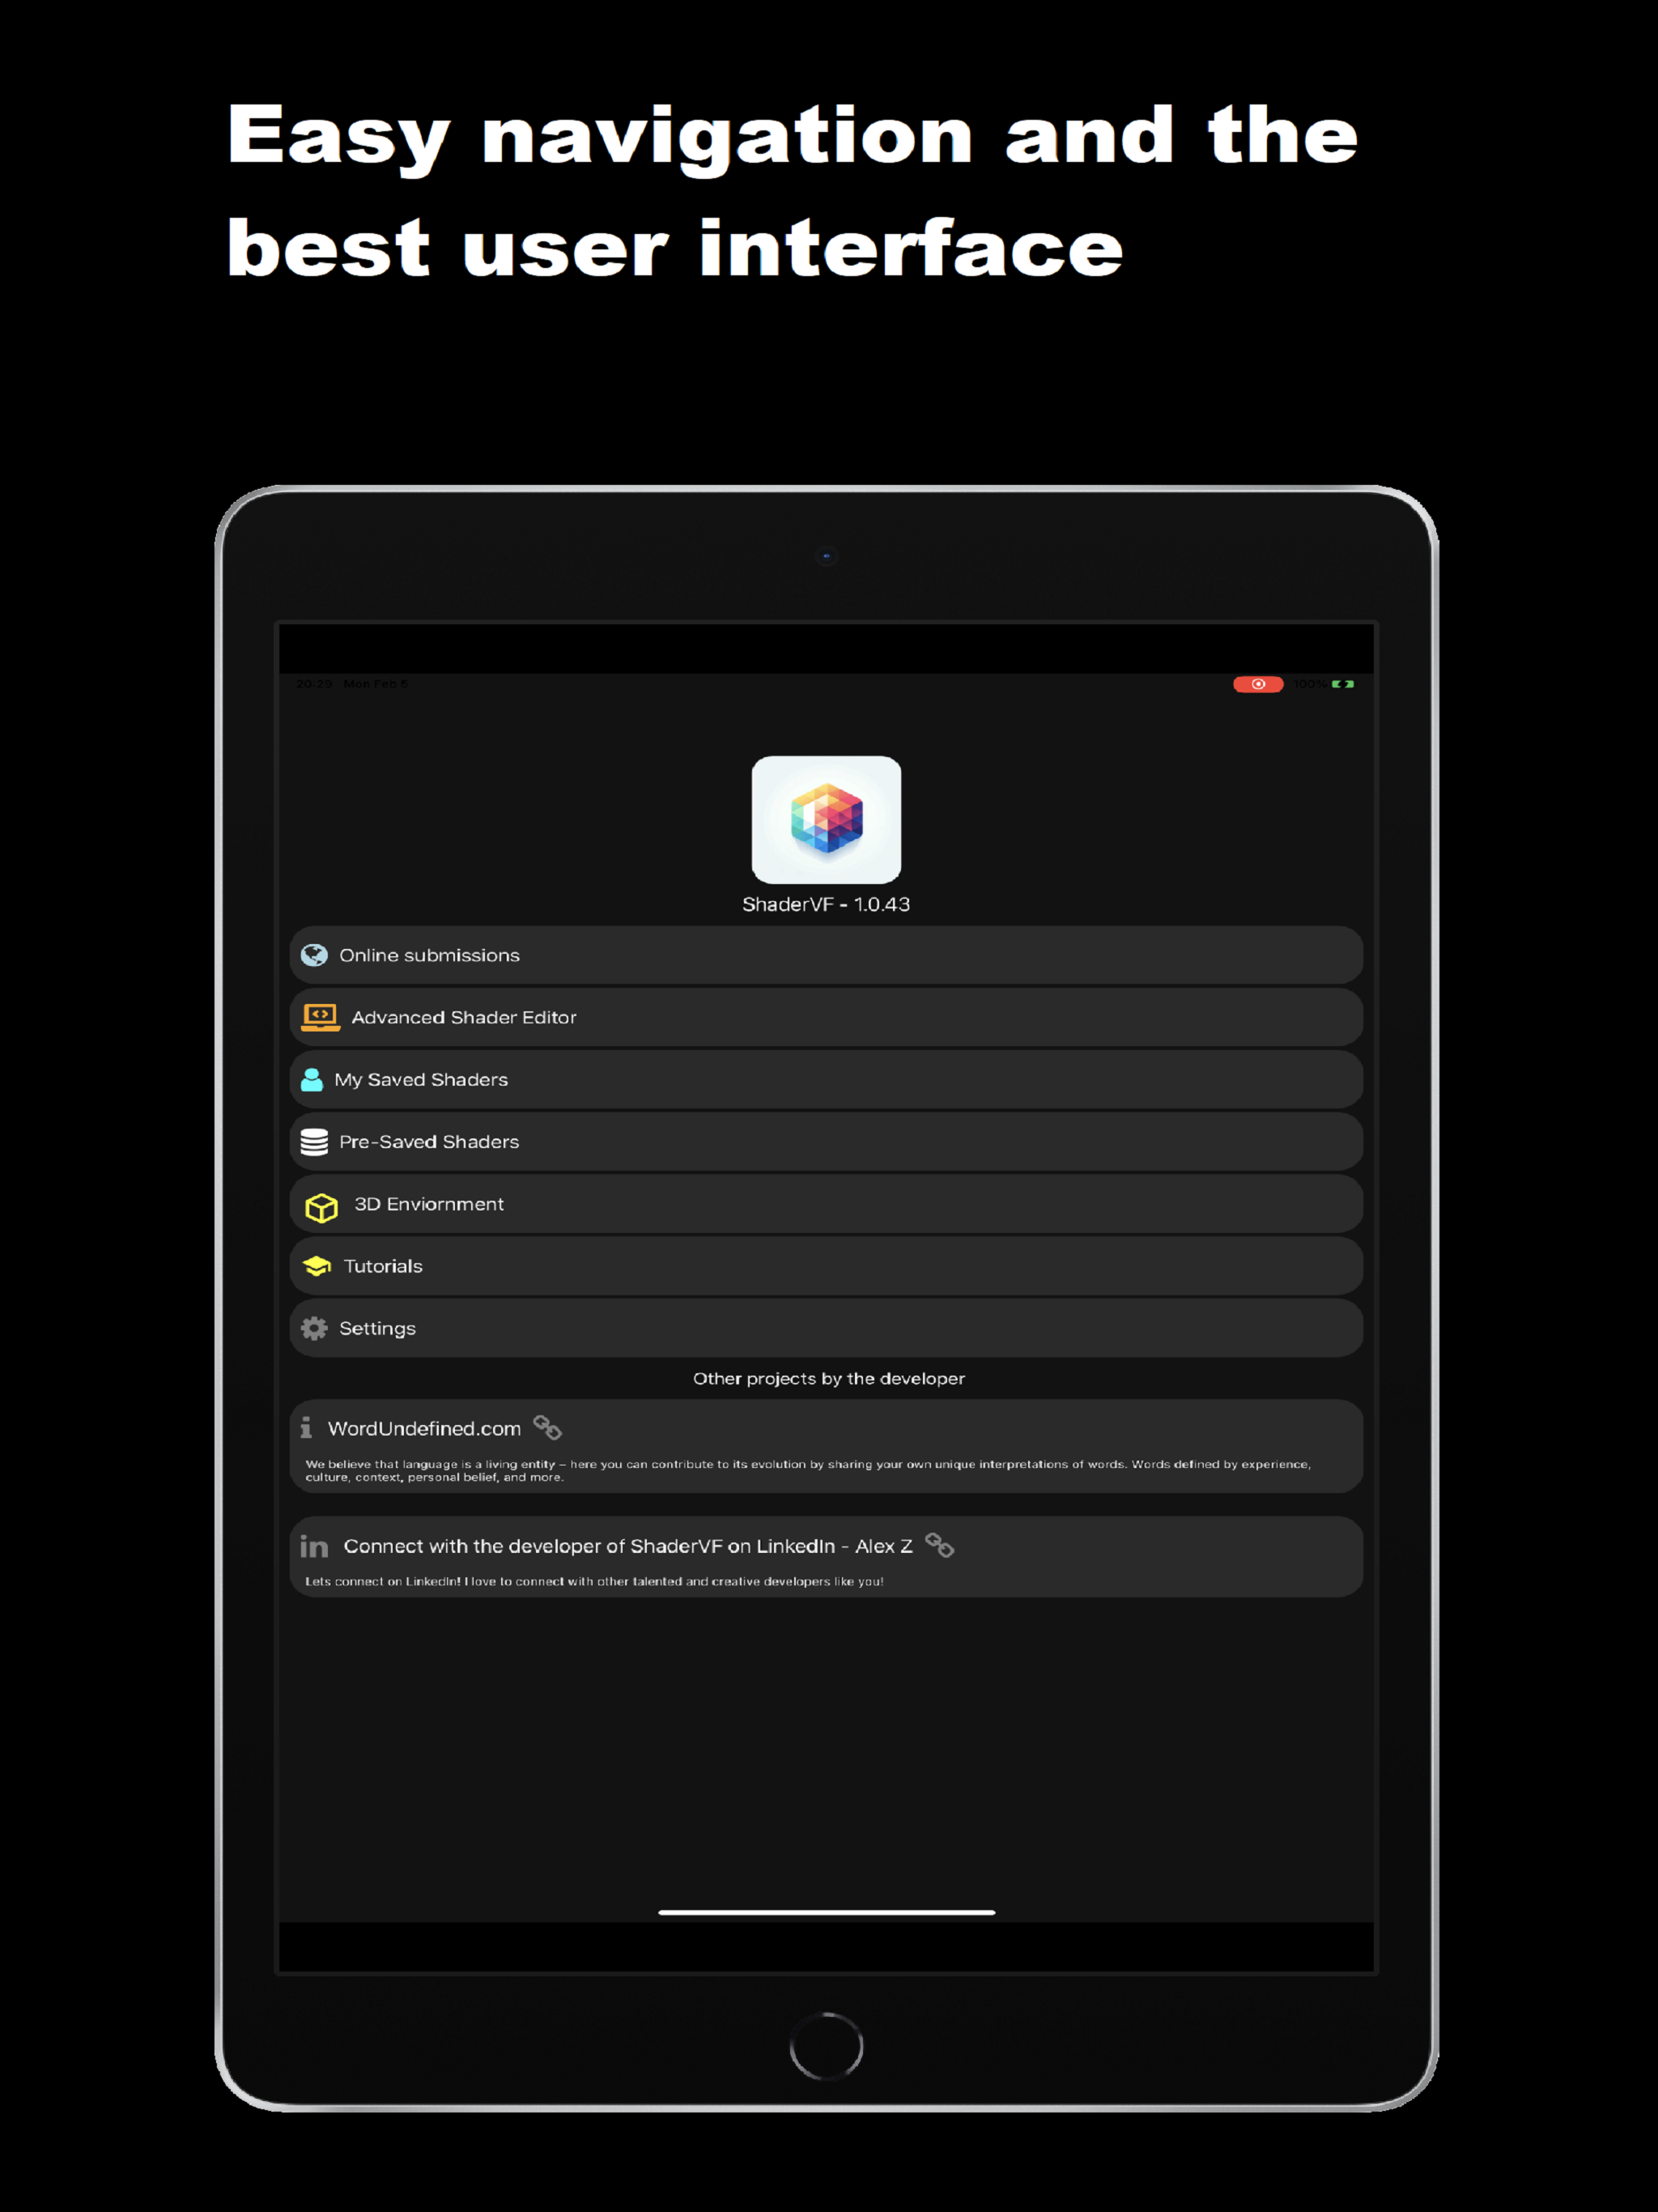 Easy navigation and the
best user interface
20:29 Mon Feb 5
100%
ShaderVF - 1.0.43
Online submissions
Advanced Shader Editor
My Saved Shaders
Pre-Saved Shaders
3D Enviornment
Tutorials
Settings
Other projects by the developer
WordUndefined.com
We believe that language is a living entity – here you can contribute to its evolution by sharing your own unique interpretations of words. Words defined by experience,
culture, context, personal belief, and more.
in Connect with the developer of ShaderVF on LinkedIn - Alex Z
Lets connect on LinkedIn! I love to connect with other talented and creative developers like you!